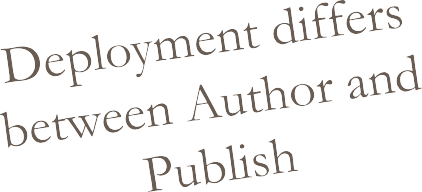 Deployment differs
between Author and
Publish